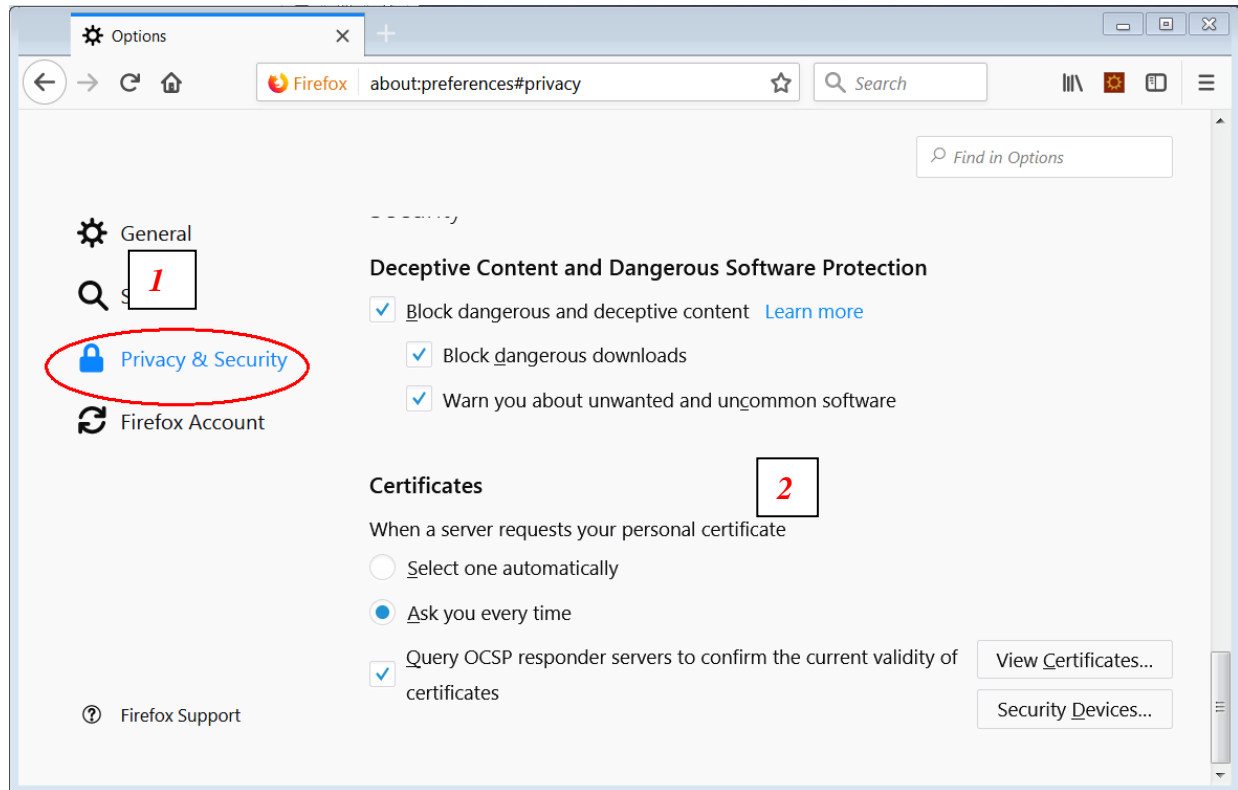 Options
Firefox about:preferences#privacy Search
Find in Options
General
1
Privacy & Security
Firefox Account
Firefox Support
Deceptive Content and Dangerous Software Protection
Block dangerous and deceptive content Learn more
Block dangerous downloads
Warn you about unwanted and uncommon software
Certificates
2
When a server requests your personal certificate
Select one automatically
Ask you every time
Query OCSP responder servers to confirm the current validity of
certificates
View Certificates...
Security Devices...